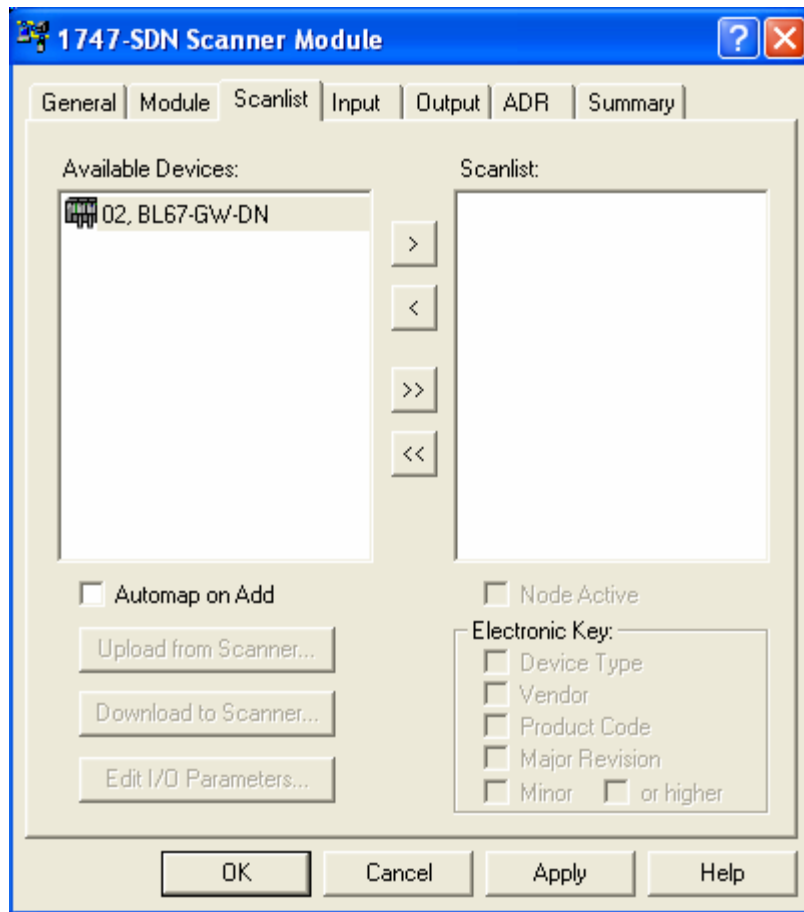 1747-SDN Scanner Module
?
X
General Module Scanlist Input Output ADR Summary
Available Devices:
Scanlist:
02, BL67-GW-DN
>
<
>>
<<
Automap on Add
Node Active
Upload from Scanner...
Electronic Key:
Device Type
Vendor
Download to Scanner...
Product Code
Major Revision
Edit I/O Parameters...
Minor or higher
OK Cancel Apply Help